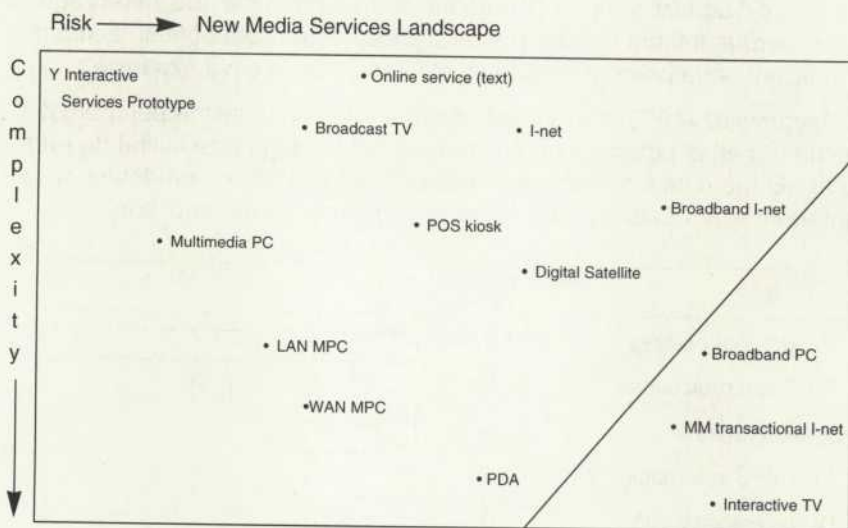 Risk New Media Services Landscape
Complexity
Y Interactive
Services Prototype
Online service (text)
Broadcast TV
I-net
Broadband I-net
POS kiosk
Multimedia PC
Digital Satellite
LAN MPC
Broadband PC
WAN MPC
MM transactional I-net
PDA
Interactive TV